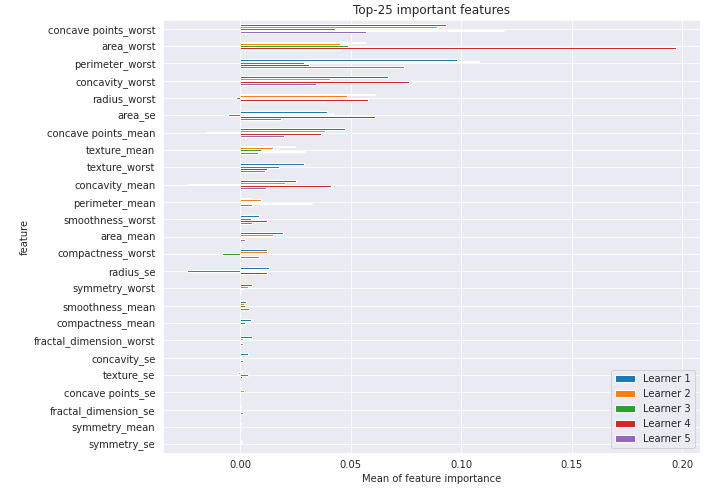 Top-25 important features
concave points_worst
area_worst
perimeter_worst
concavity_worst
radius_worst
area_se
concave points_mean
texture_mean
texture_worst
concavity_mean
perimeter_mean
smoothness_worst
area_mean
compactness_worst
radius_se
symmetry_worst
smoothness_mean
compactness_mean
fractal_dimension_worst
concavity_se
texture_se
concave points_se
fractal_dimension_se
symmetry_mean
symmetry_se
feature
Learner 1
Learner 2
Learner 3
Learner 4
Learner 5
0.00 0.05 0.10 0.15 0.20
Mean of feature importance